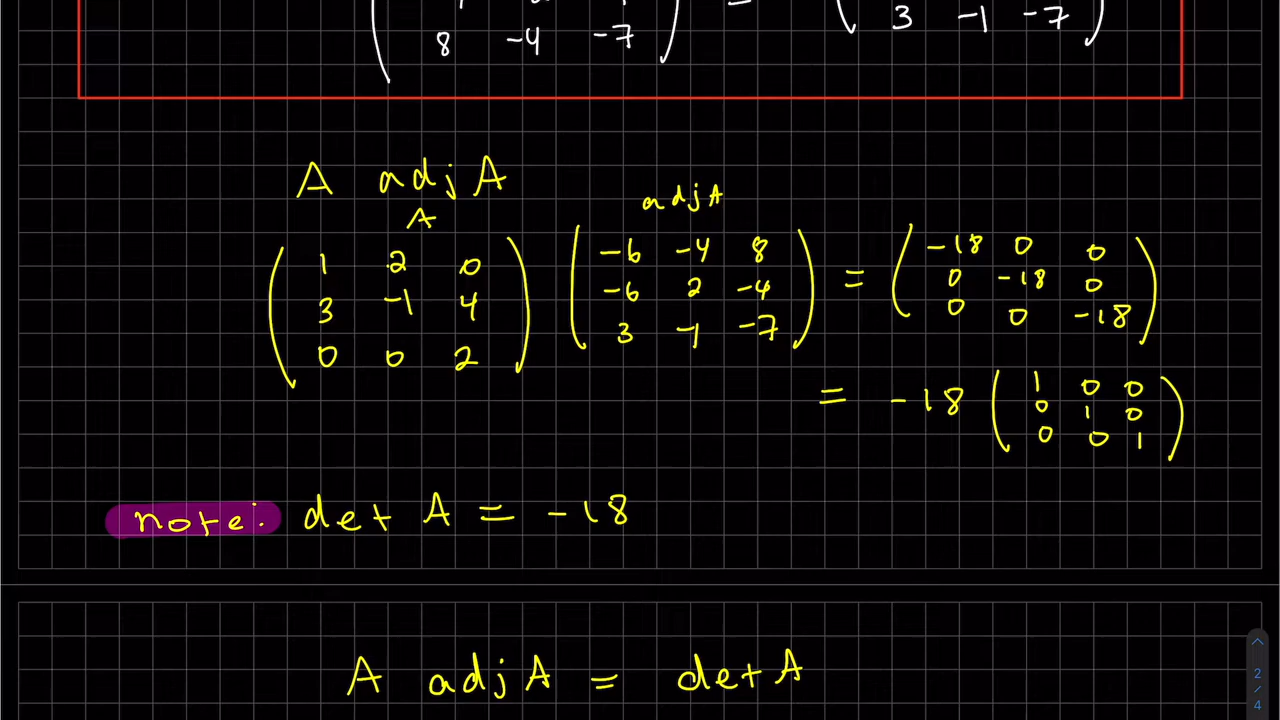 3 -1 -7
8 -4 -7
A adj A
A adj A
( 1 2 0 ) ( -6 -4 8 ) = ( -18 0 0 )
( 3 -1 4 ) ( -6 2 -4 ) ( 0 -18 0 )
( 0 0 2 ) ( 3 -1 -7 ) ( 0 0 -18 )
= -18 ( 1 0 0 )
( 0 1 0 )
( 0 0 1 )
note: det A = -18
A adj A = det A
2
/
4